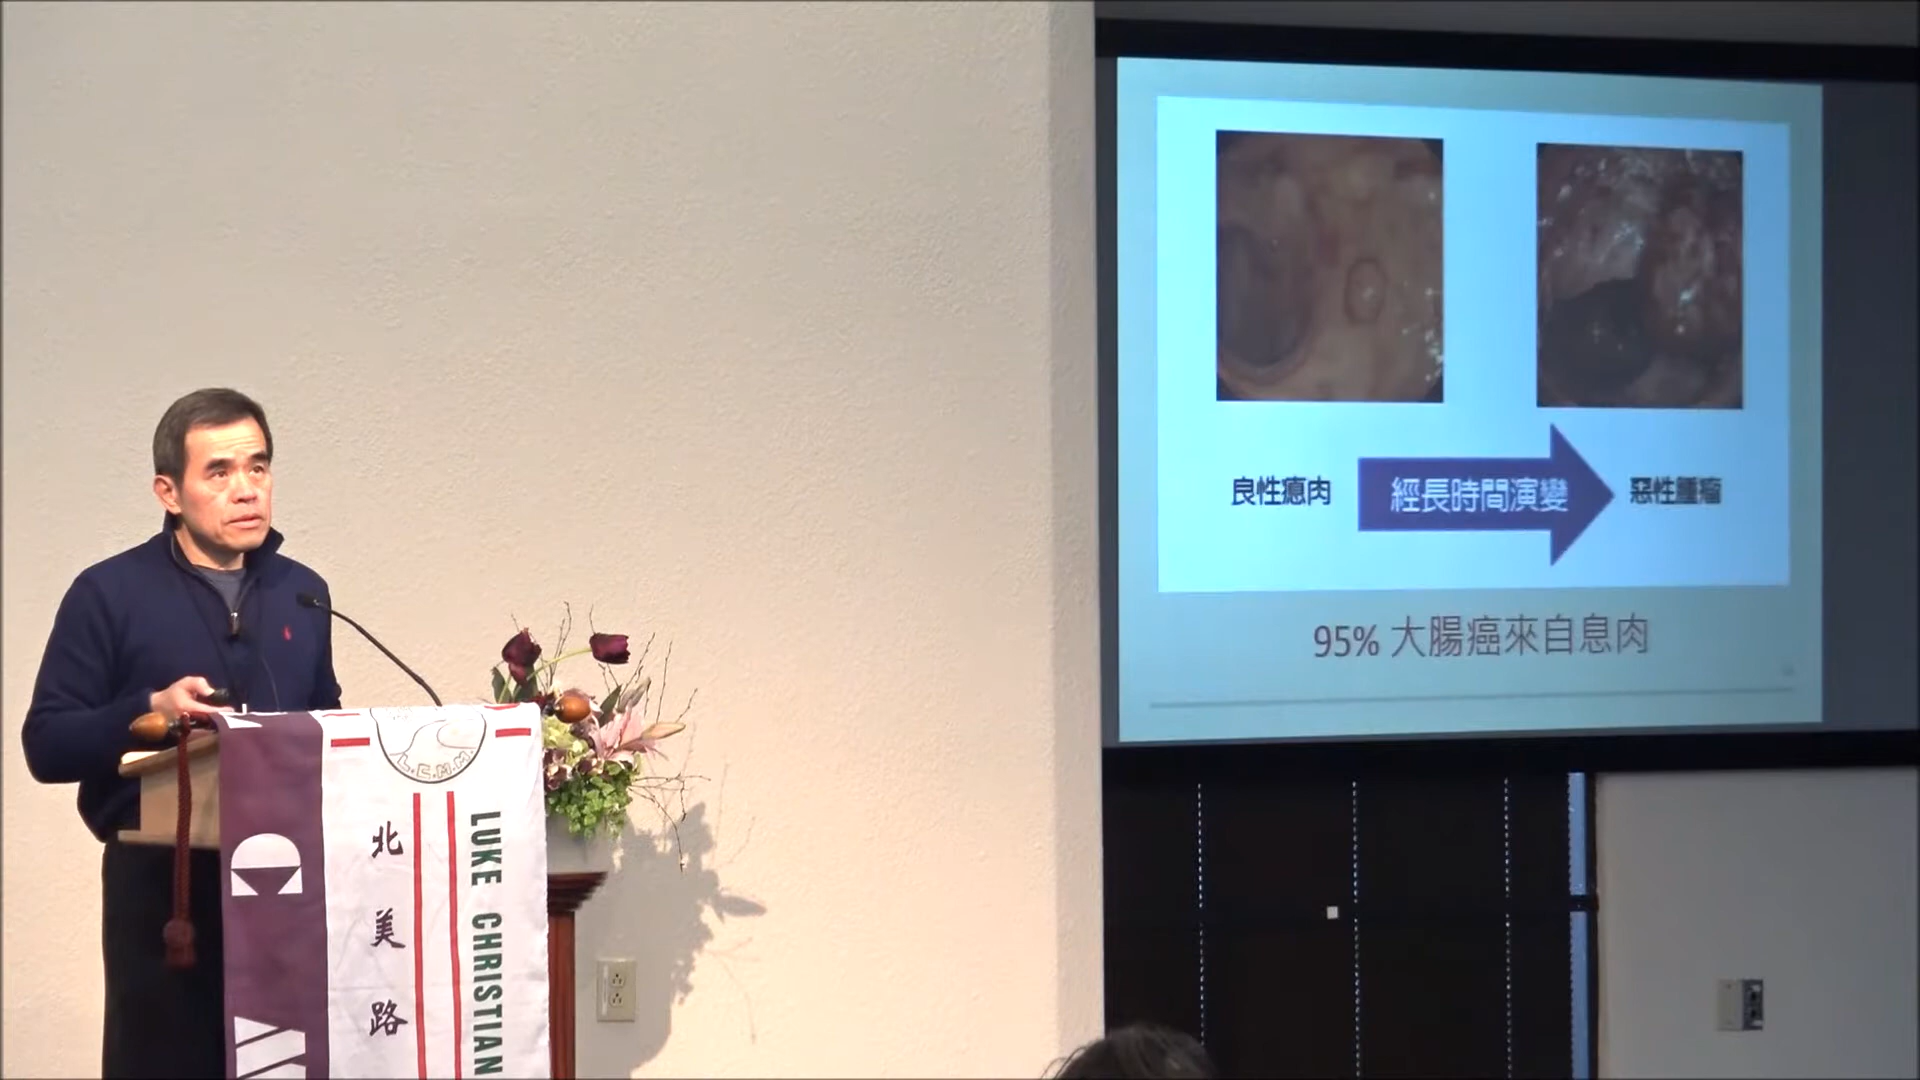 良性瘜肉
經長時間演變
惡性腫瘤
95% 大腸癌來自息肉
L.C.M.M.
北美路
LUKE CHRISTIAN